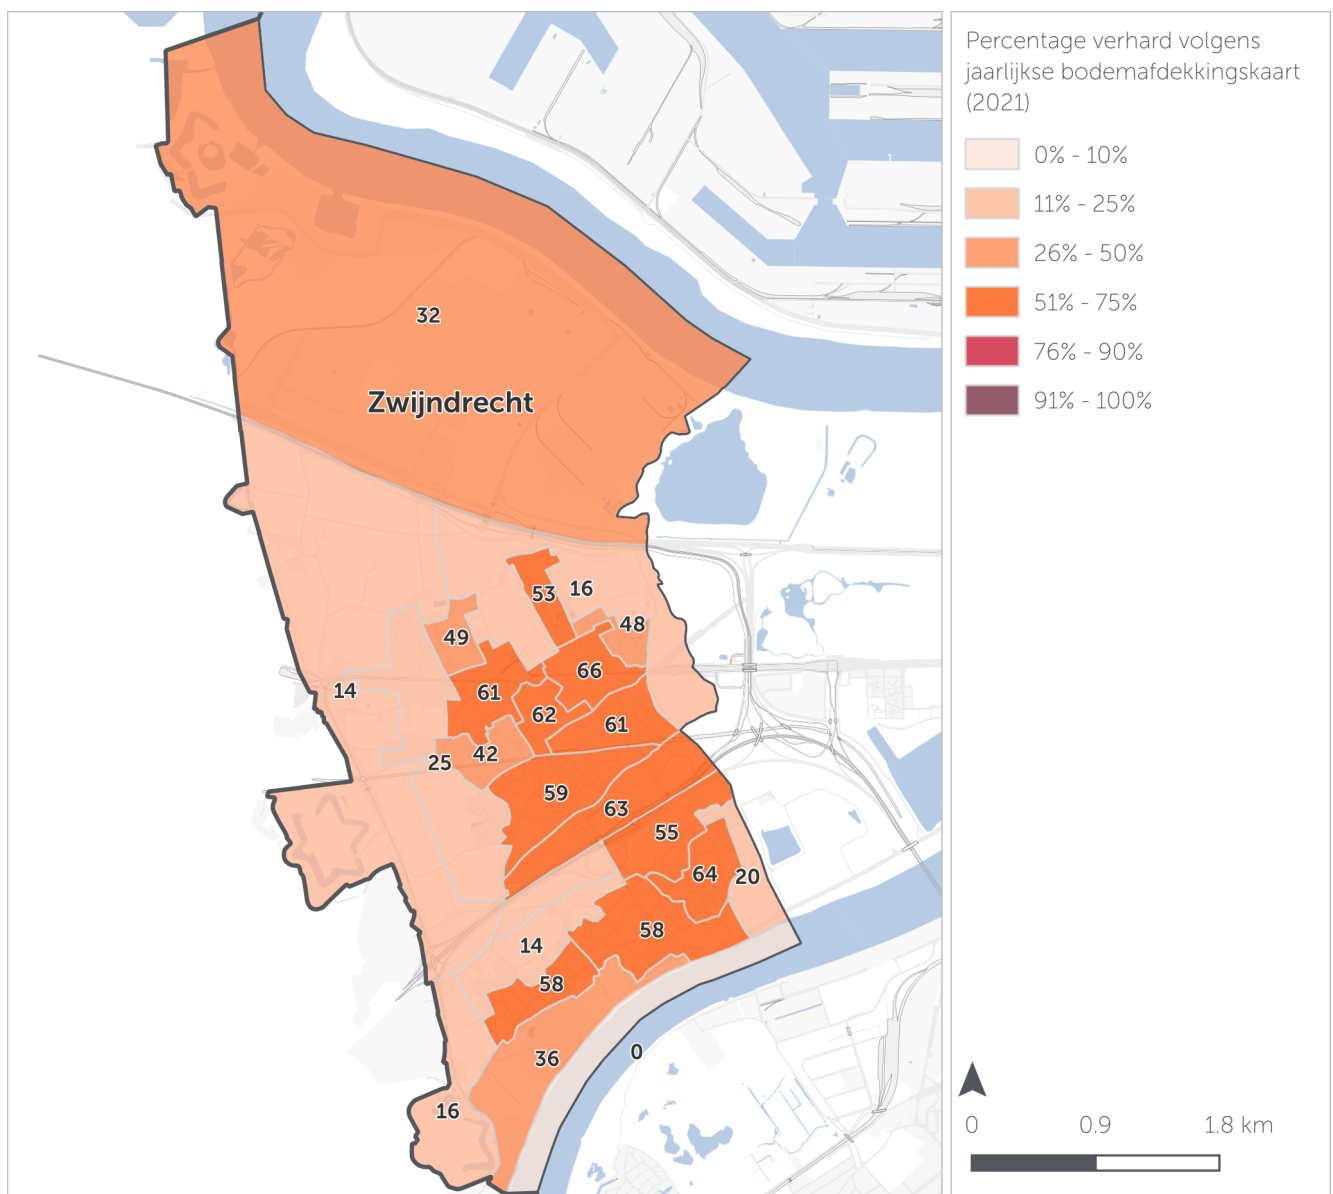 Percentage verhard volgens
jaarlijkse bodemafdekkingskaart
(2021)
0% - 10%
11% - 25%
26% - 50%
51% - 75%
76% - 90%
91% - 100%
32
Zwijndrecht
53
16
48
49
66
14
61
62
61
42
25
59
63
55
64
20
58
14
58
36
0
16
0 0.9 1.8 km